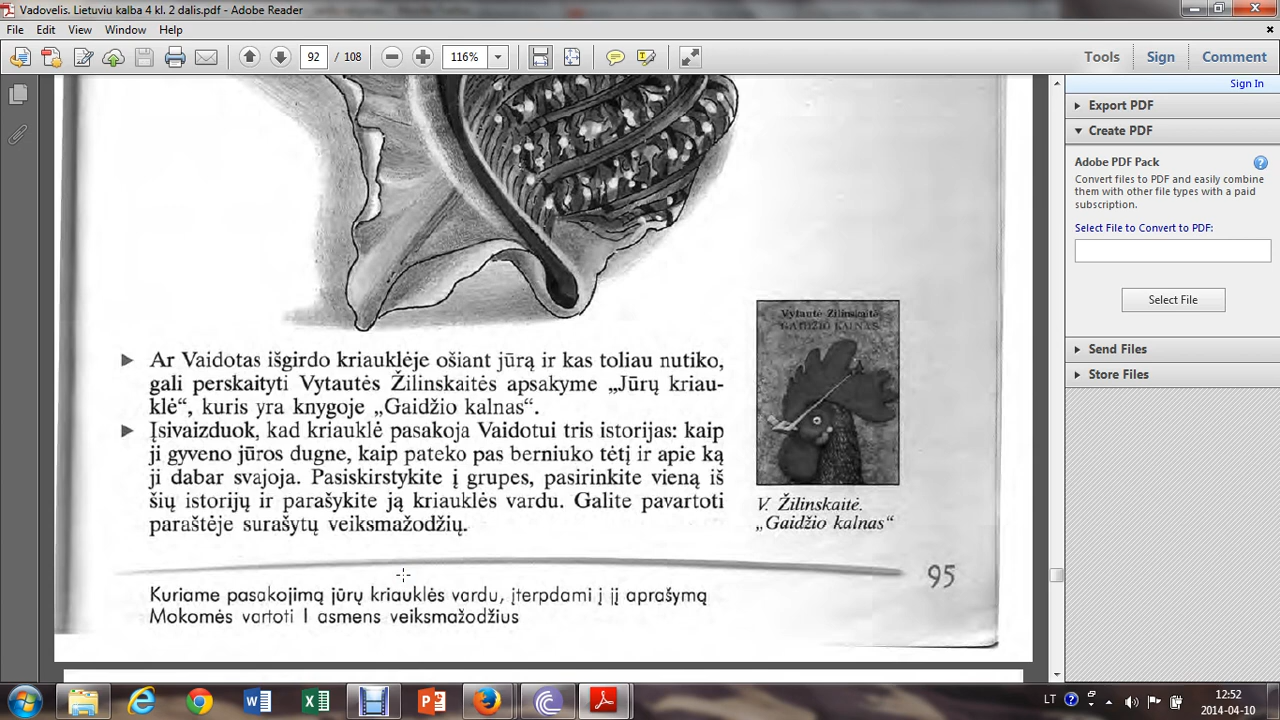 Vadovelis. Lietuviu kalba 4 kl. 2 dalis.pdf - Adobe Reader
File Edit View Window Help
92 / 108 116% Tools Sign Comment
Sign In
Export PDF
Create PDF
Adobe PDF Pack
Convert files to PDF and easily combine
them with other file types with a paid
subscription.
Select File to Convert to PDF:
Select File
Send Files
Store Files
Vytautė Žilinskaitė
GAIDŽIO KALNAS
Ar Vaidotas išgirdo kriauklėje ošiant jūrą ir kas toliau nutiko,
gali perskaityti Vytautės Žilinskaitės apsakyme „Jūrų kriau-
klė“, kuris yra knygoje „Gaidžio kalnas“.
Įsivaizduok, kad kriauklė pasakoja Vaidotui tris istorijas: kaip
ji gyveno jūros dugne, kaip pateko pas berniuko tėtį ir apie ką
ji dabar svajoja. Pasiskirstykite į grupes, pasirinkite vieną iš
šių istorijų ir parašykite ją kriauklės vardu. Galite pavartoti
paraštėje surašytų veiksmažodžių.
V. Žilinskaitė.
„Gaidžio kalnas“
95
Kuriame pasakojimą jūrų kriauklės vardu, įterpdami į jį aprašymą
Mokomės vartoti I asmens veiksmažodžius
LT 12:52
2014-04-10